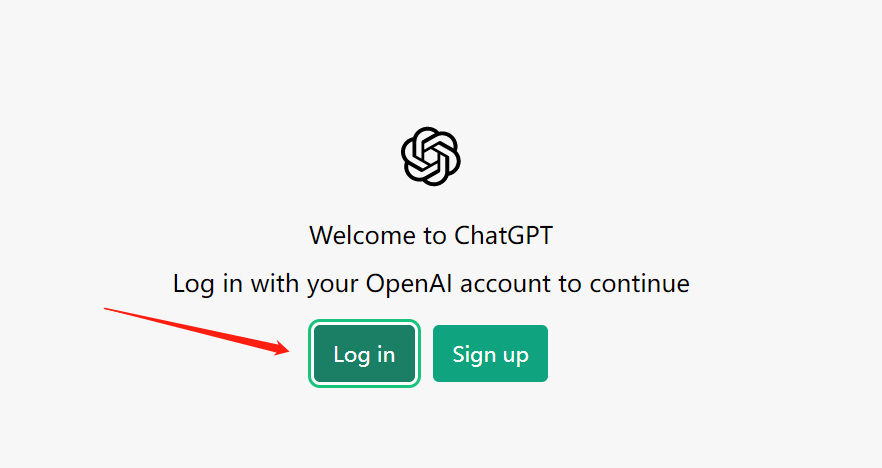 Welcome to ChatGPT
Log in with your OpenAI account to continue
Log in Sign up